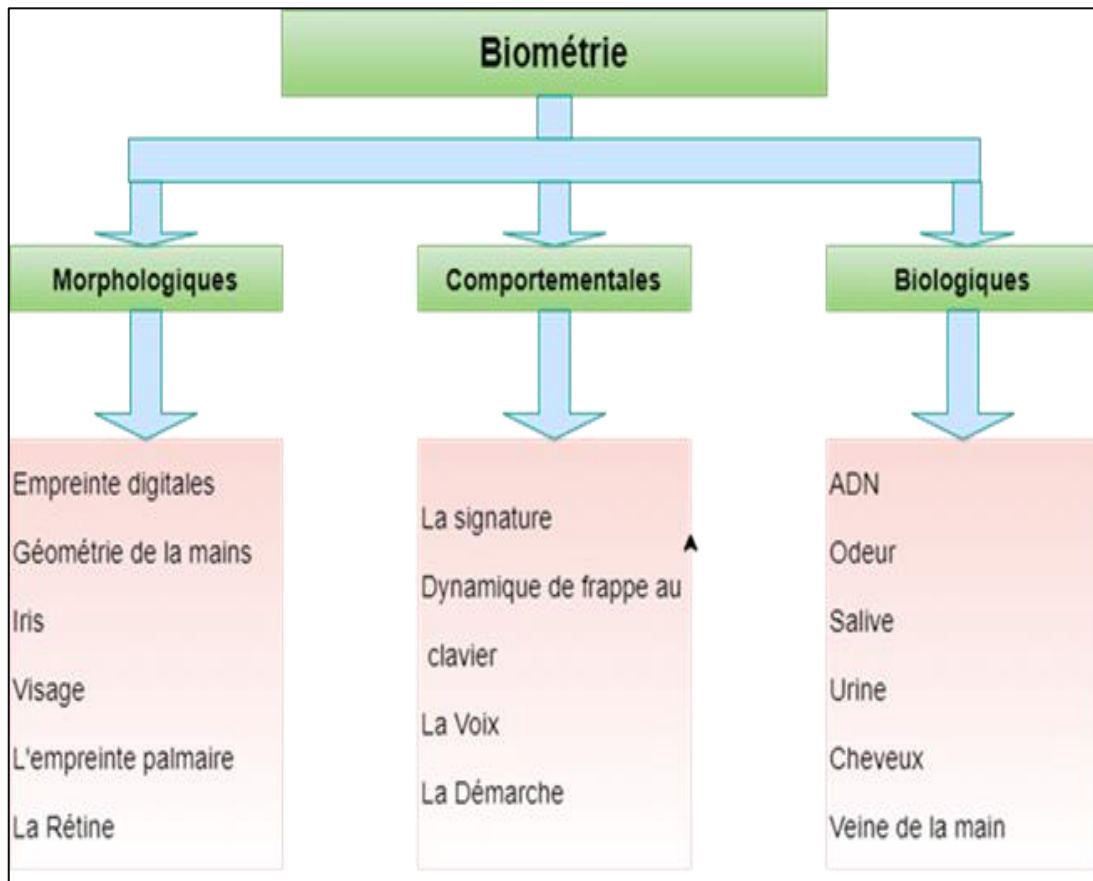 Biométrie
Morphologiques
Comportementales
Biologiques
Empreinte digitales
Géométrie de la mains
Iris
Visage
L'empreinte palmaire
La Rétine
La signature
Dynamique de frappe au
clavier
La Voix
La Démarche
ADN
Odeur
Salive
Urine
Cheveux
Veine de la main